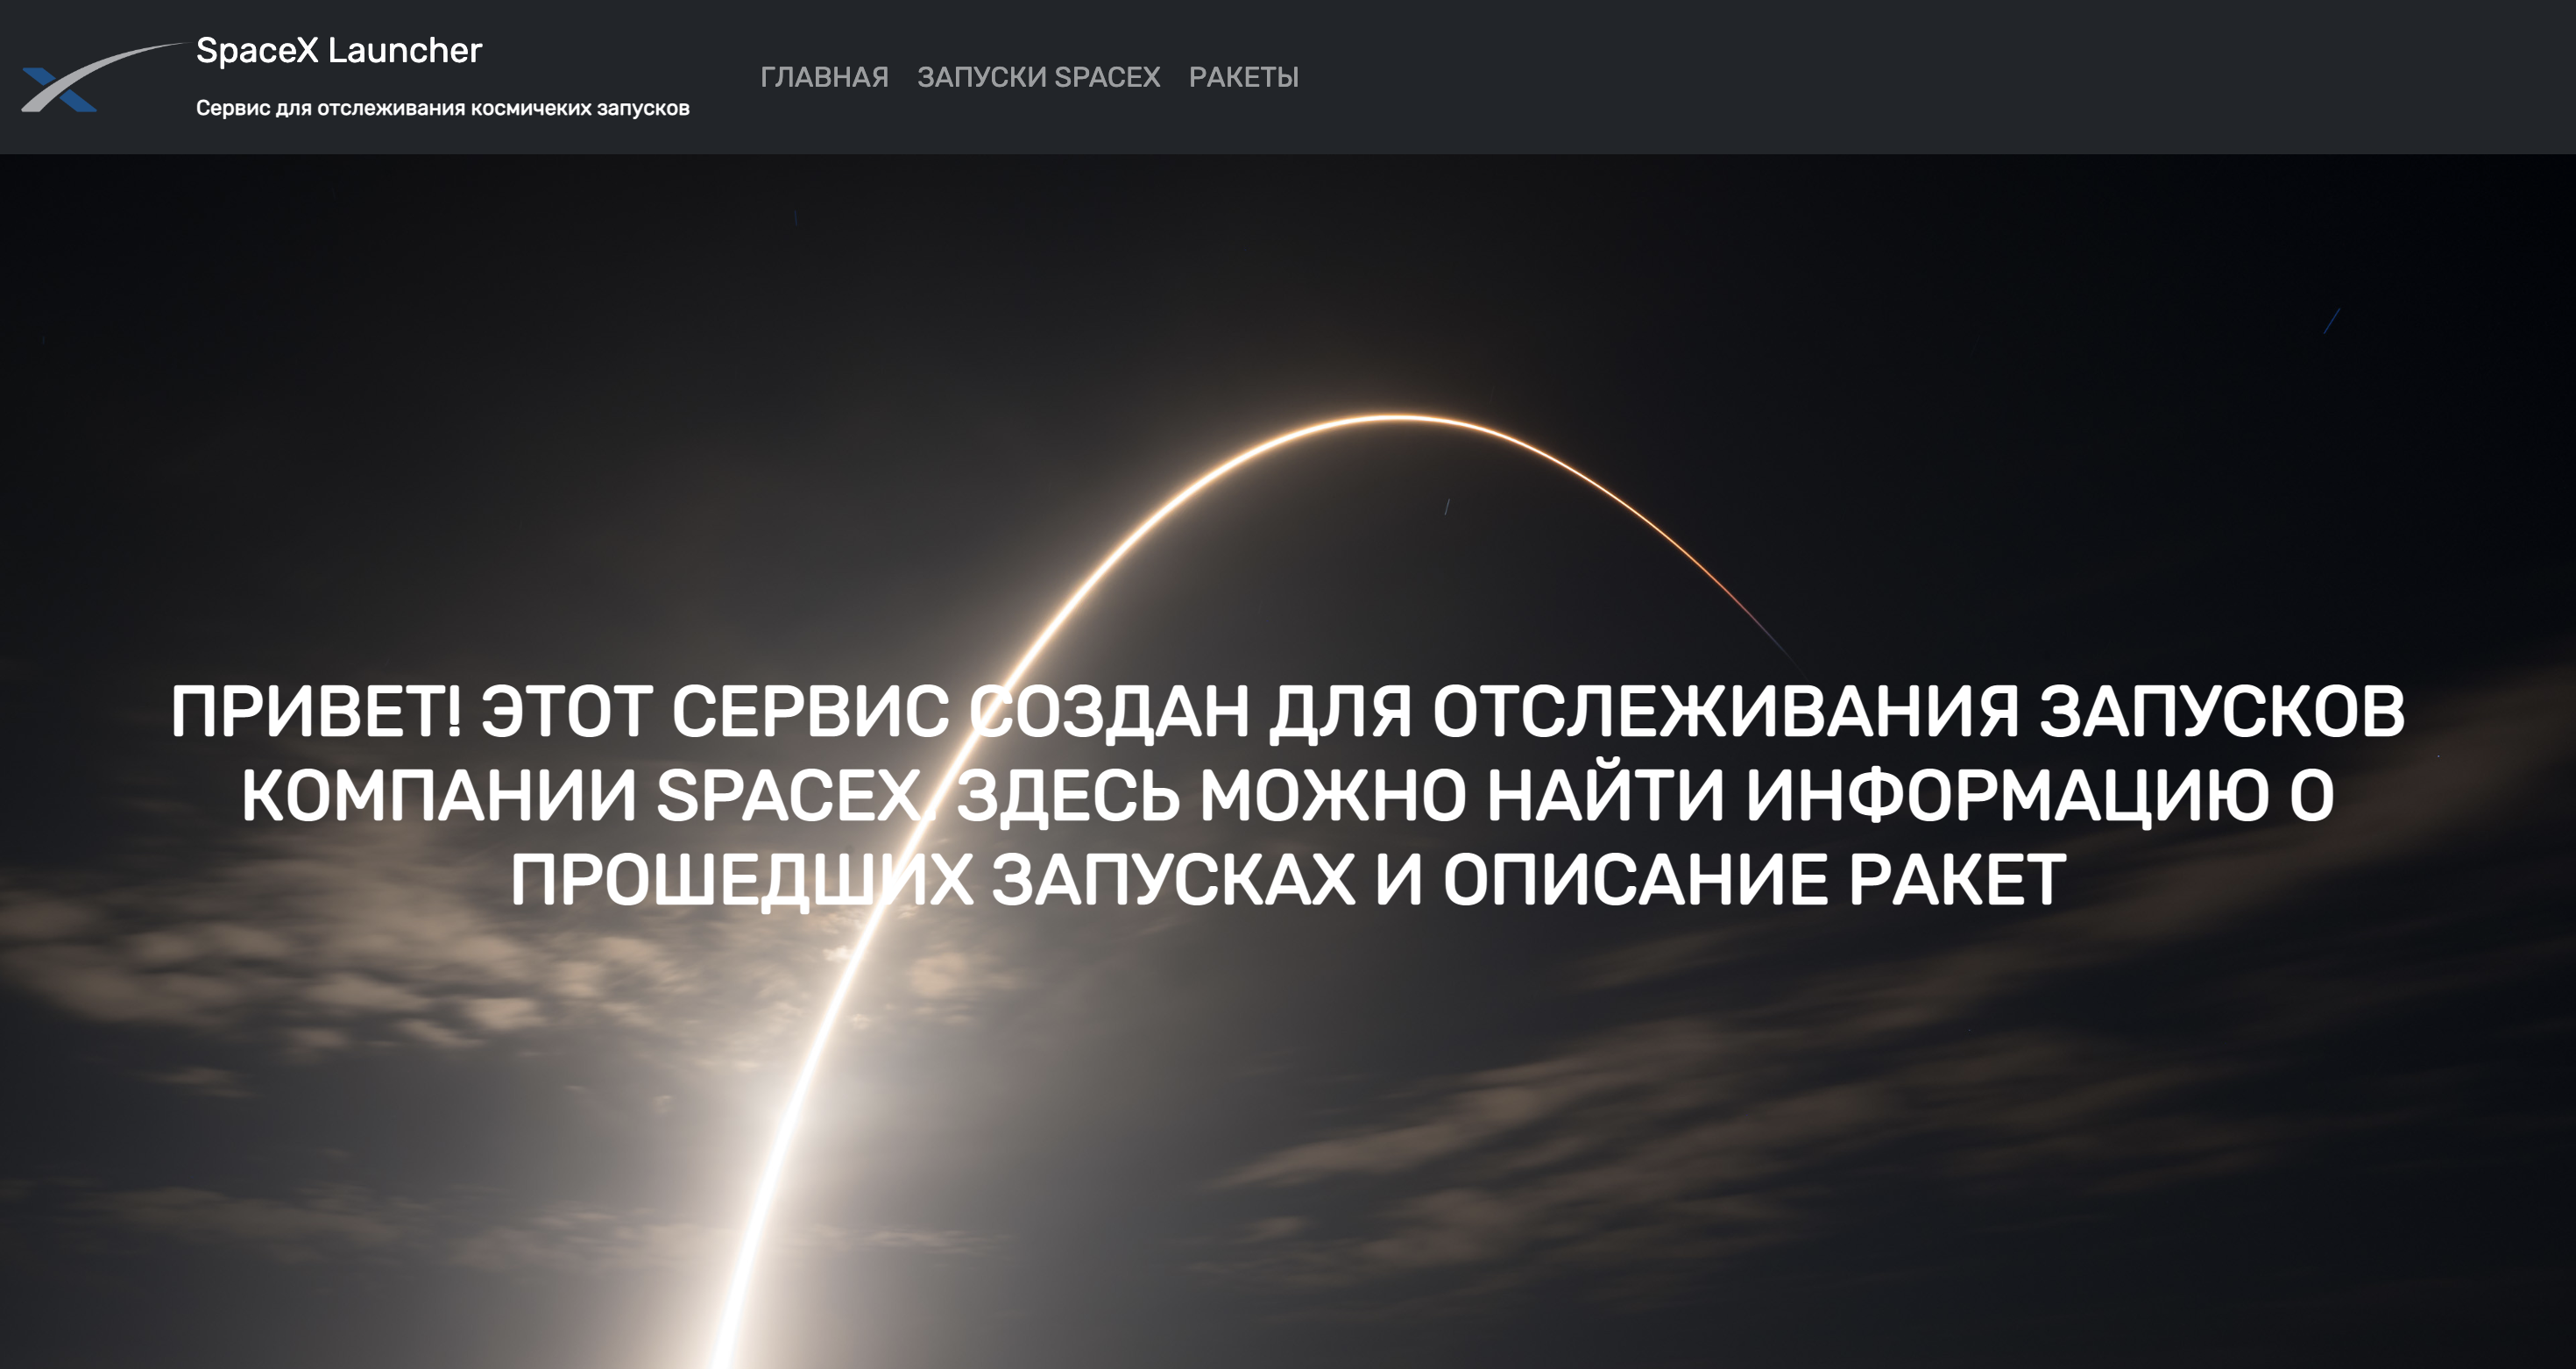 SpaceX Launcher
Сервис для отслеживания космичеких запусков
ГЛАВНАЯ ЗАПУСКИ SPACEX РАКЕТЫ
ПРИВЕТ! ЭТОТ СЕРВИС СОЗДАН ДЛЯ ОТСЛЕЖИВАНИЯ ЗАПУСКОВ
КОМПАНИИ SPACEX. ЗДЕСЬ МОЖНО НАЙТИ ИНФОРМАЦИЮ О
ПРОШЕДШИХ ЗАПУСКАХ И ОПИСАНИЕ РАКЕТ